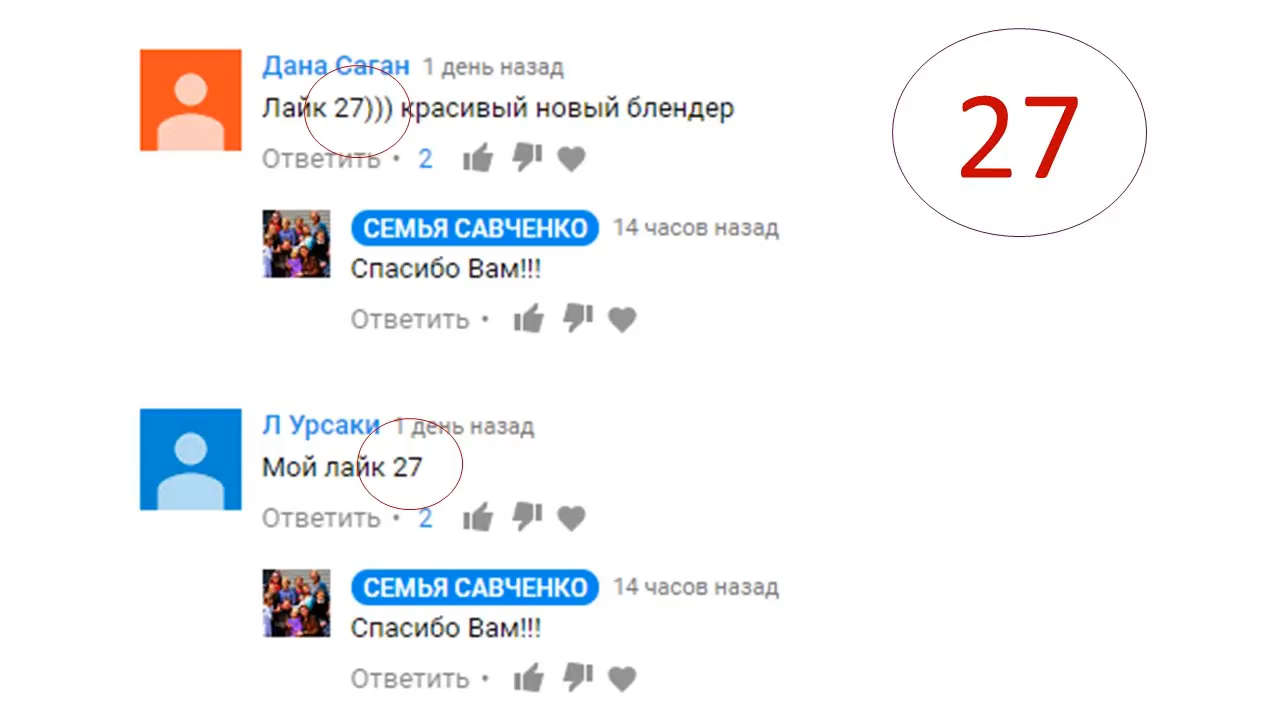 Дана Саган 1 день назад
Лайк 27))) красивый новый блендер
Ответить • 2
СЕМЬЯ САВЧЕНКО 14 часов назад
Спасибо Вам!!!
Ответить •
27
Л Урсаки 1 день назад
Мой лайк 27
Ответить • 2
СЕМЬЯ САВЧЕНКО 14 часов назад
Спасибо Вам!!!
Ответить •